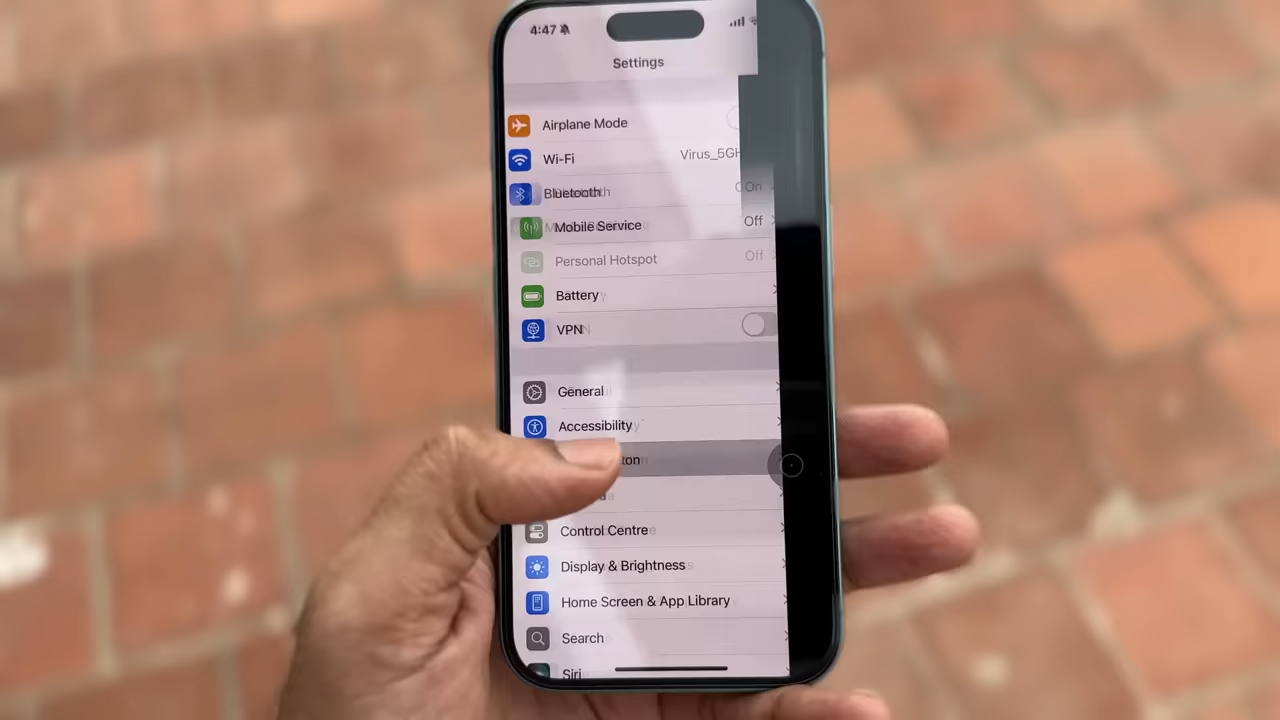 4:47
Settings
Airplane Mode
Wi-Fi Virus_5GH
Bluetooth On
Mobile Service Off
Personal Hotspot Off
Battery
VPN
General
Accessibility
ton
Control Centre
Display & Brightness
Home Screen & App Library
Search
Siri